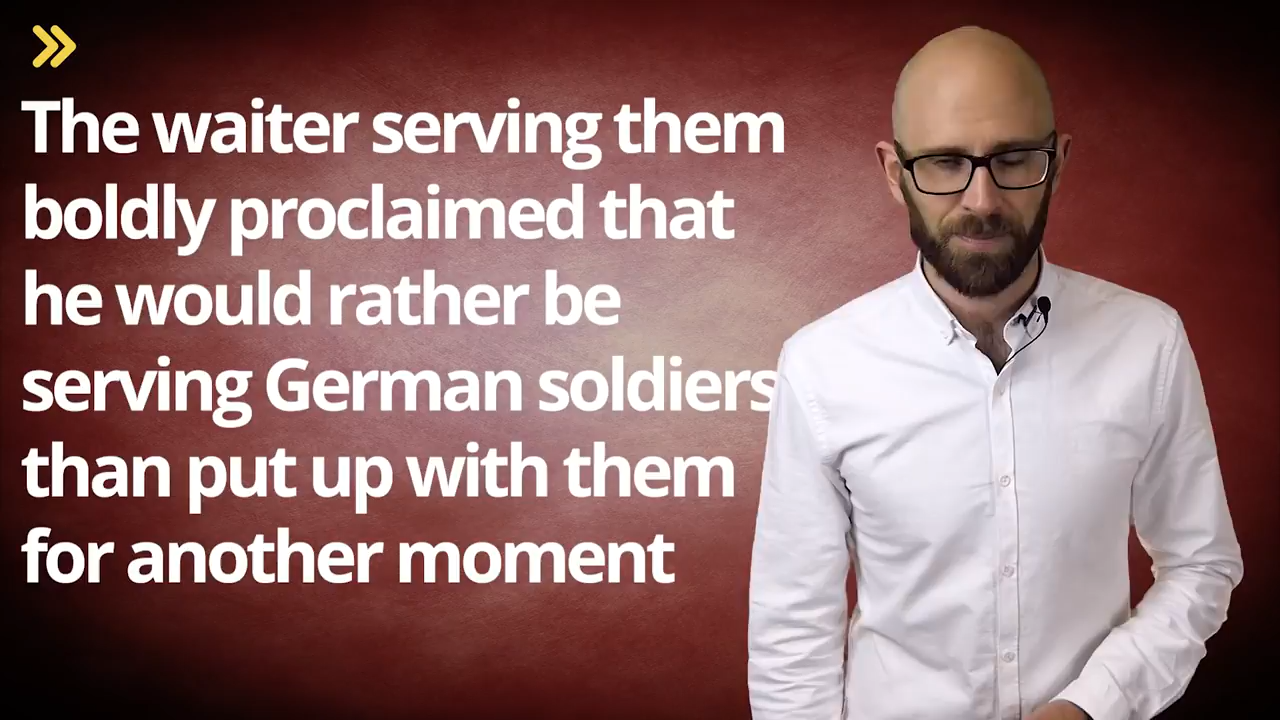 The waiter serving them
boldly proclaimed that
he would rather be
serving German soldiers
than put up with them
for another moment